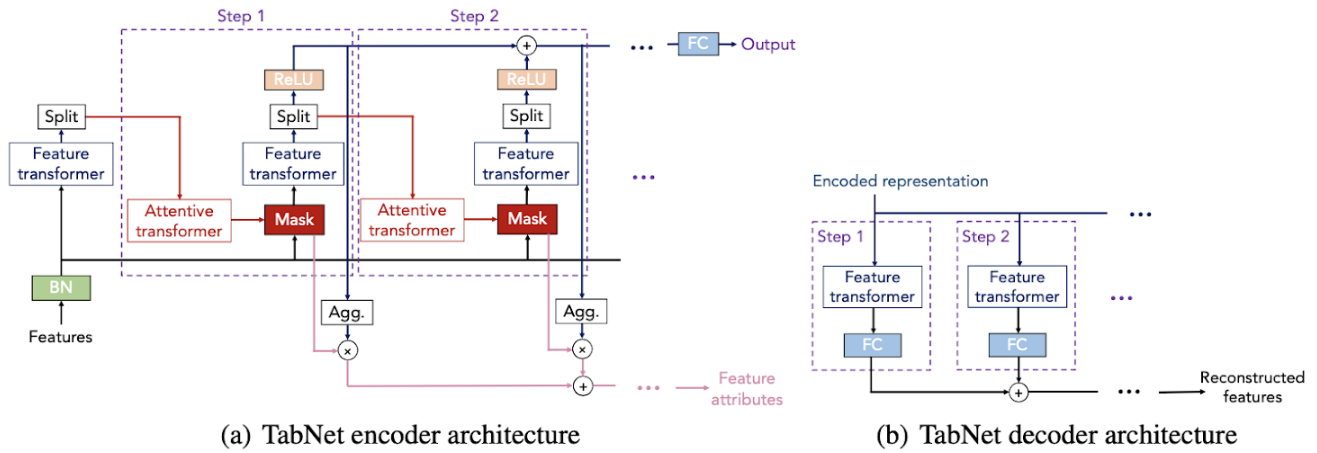 Step 1
Step 2
FC
Output
ReLU
ReLU
Split
Split
Split
Feature
transformer
Feature
transformer
Feature
transformer
Attentive
transformer
Mask
Attentive
transformer
Mask
BN
Features
Agg.
Agg.
Feature
attributes
(a) TabNet encoder architecture
Encoded representation
Step 1
Step 2
Feature
transformer
Feature
transformer
FC
FC
Reconstructed
features
(b) TabNet decoder architecture